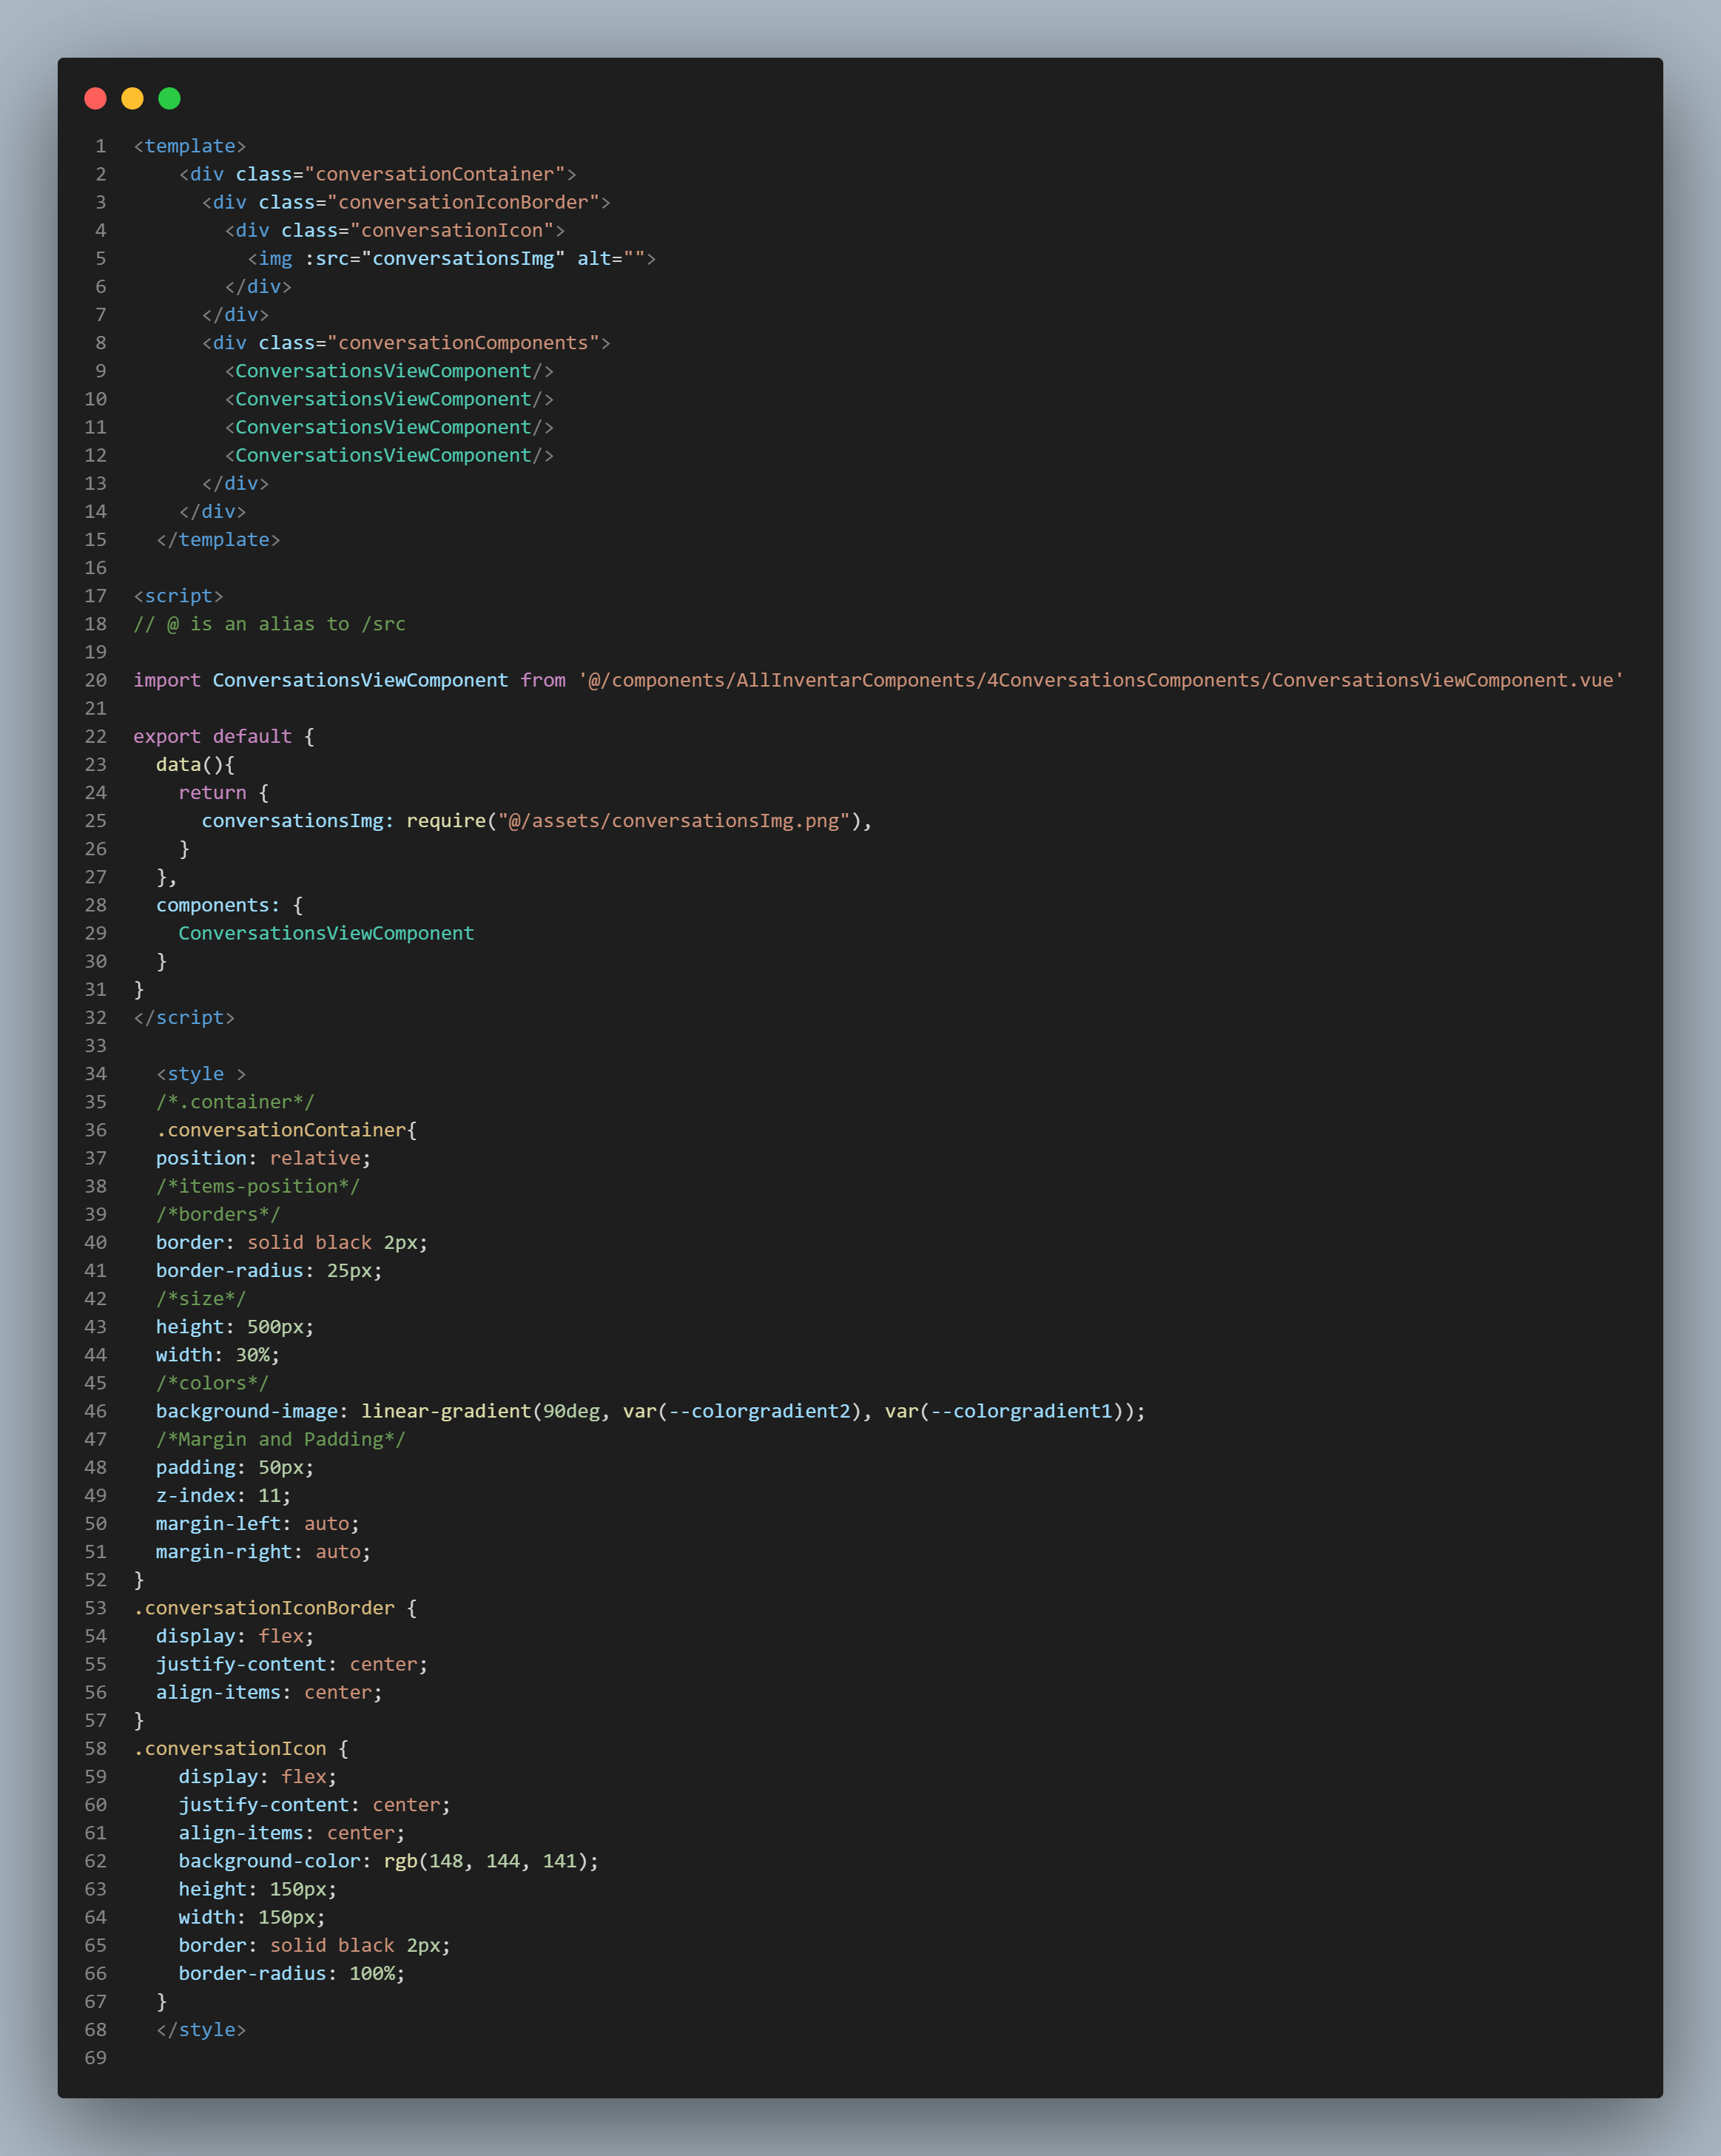 1 <template>
2     <div class="conversationContainer">
3       <div class="conversationIconBorder">
4         <div class="conversationIcon">
5           <img :src="conversationsImg" alt="">
6         </div>
7       </div>
8       <div class="conversationComponents">
9         <ConversationsViewComponent/>
10         <ConversationsViewComponent/>
11         <ConversationsViewComponent/>
12         <ConversationsViewComponent/>
13       </div>
14     </div>
15   </template>
16
17 <script>
18 // @ is an alias to /src
19
20 import ConversationsViewComponent from '@/components/AllInventarComponents/4ConversationsComponents/ConversationsViewComponent.vue'
21
22 export default {
23   data(){
24     return {
25       conversationsImg: require("@/assets/conversationsImg.png"),
26     }
27   },
28   components: {
29     ConversationsViewComponent
30   }
31 }
32 </script>
33
34   <style >
35   /*.container*/
36   .conversationContainer{
37   position: relative;
38   /*items-position*/
39   /*borders*/
40   border: solid black 2px;
41   border-radius: 25px;
42   /*size*/
43   height: 500px;
44   width: 30%;
45   /*colors*/
46   background-image: linear-gradient(90deg, var(--colorgradient2), var(--colorgradient1));
47   /*Margin and Padding*/
48   padding: 50px;
49   z-index: 11;
50   margin-left: auto;
51   margin-right: auto;
52 }
53 .conversationIconBorder {
54   display: flex;
55   justify-content: center;
56   align-items: center;
57 }
58 .conversationIcon {
59     display: flex;
60     justify-content: center;
61     align-items: center;
62     background-color: rgb(148, 144, 141);
63     height: 150px;
64     width: 150px;
65     border: solid black 2px;
66     border-radius: 100%;
67   }
68   </style>
69